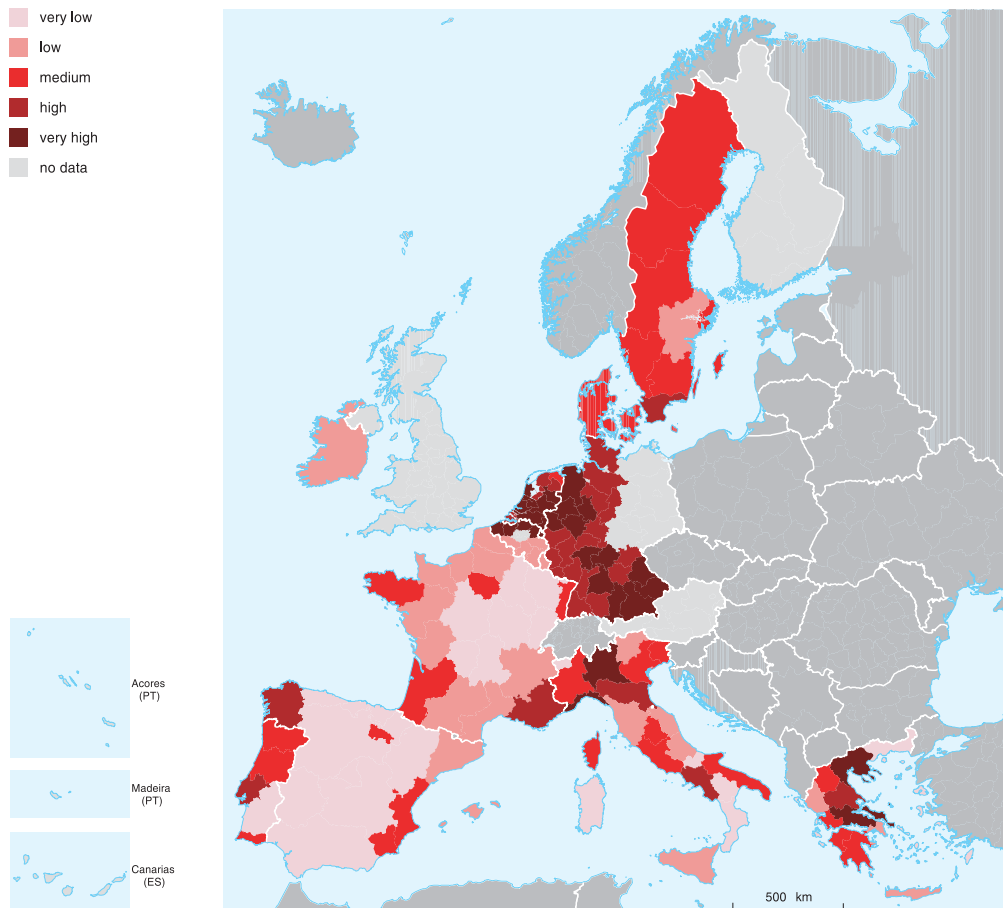 very low
low
medium
high
very high
no data
Acores
(PT)
Madeira
(PT)
Canarias
(ES)
500 km